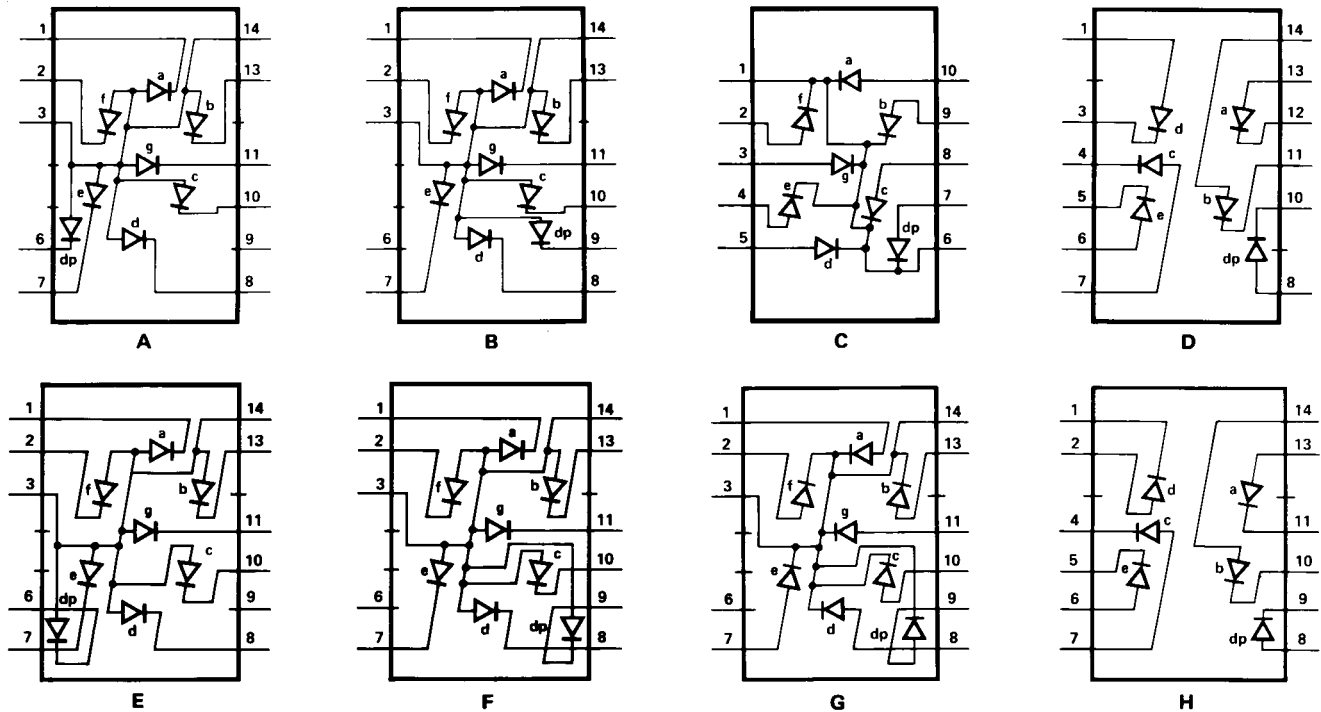 1 14
2 a 13
f b
3
g 11
e c
10
6 d 9
dp
7 8
A
1 14
2 a 13
f b
3
g 11
e c
10
dp 9
d
7 8
B
a
1 10
f b
2 9
3 g 8
e c
4 7
dp
5 d 6
C
1 14
13
a
3 d 12
4 c 11
5 b 10
e
6 dp
7 8
D
1 14
a
2 13
f b
3
g 11
c
e 10
dp
6 9
d
7 8
E
1 14
a
2 13
f b
3
g 11
c
e 10
6 9
d dp
7 8
F
1 14
a
2 13
f b
3
g 11
c
e 10
6 9
d dp
7 8
G
1 14
2 13
d a
4 c 11
5 e b 10
6 9
dp
7 8
H